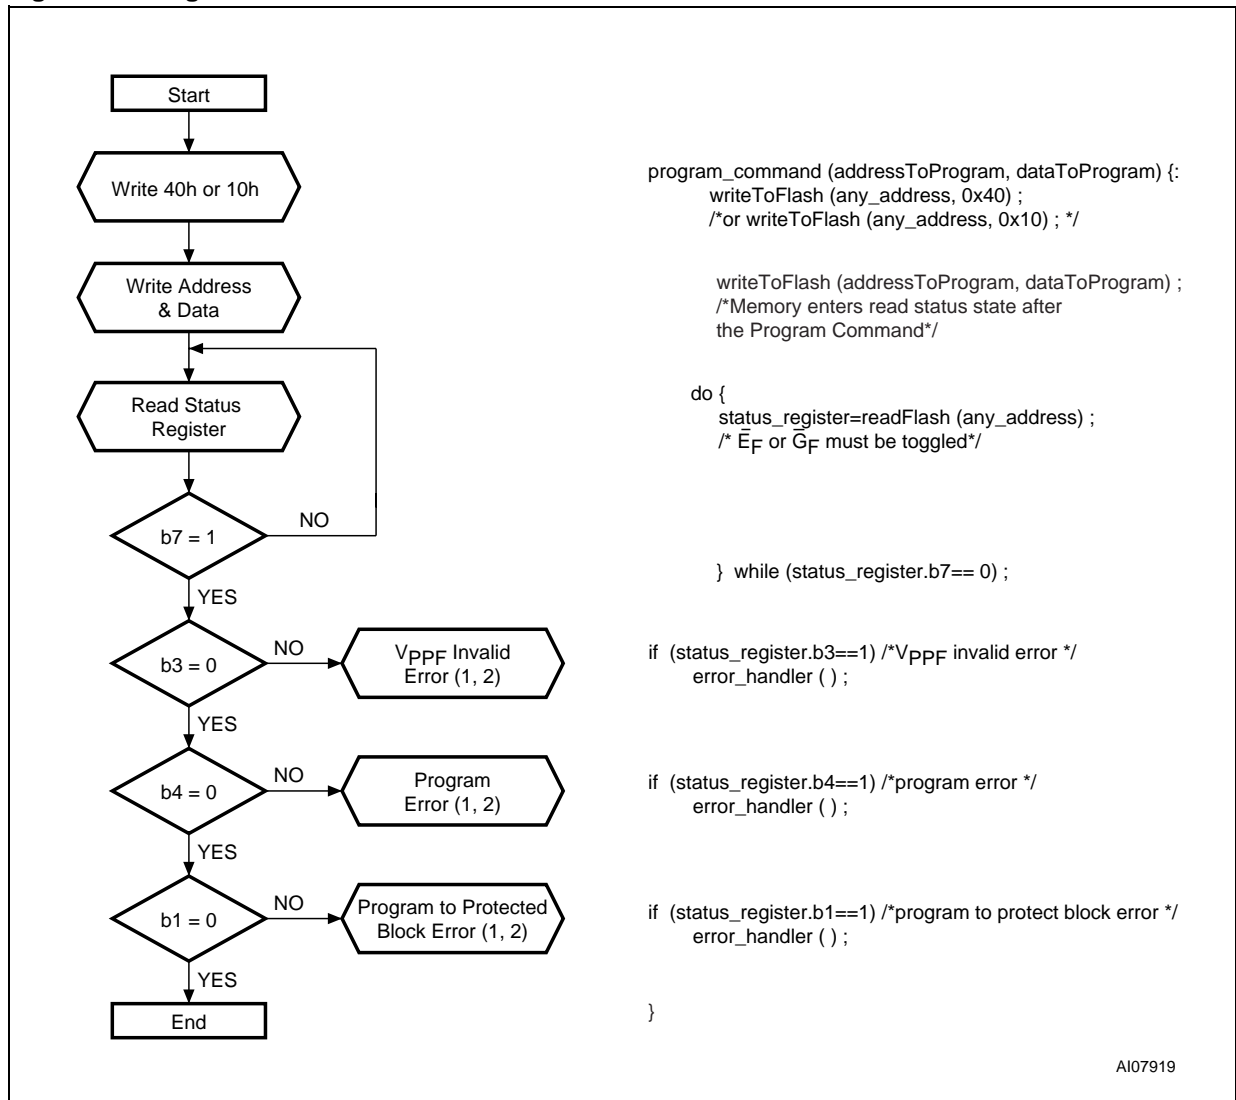 Start
Write 40h or 10h
Write Address
& Data
Read Status
Register
b7 = 1
NO
YES
b3 = 0
NO
VPPF Invalid
Error (1, 2)
YES
b4 = 0
NO
Program
Error (1, 2)
YES
b1 = 0
NO
Program to Protected
Block Error (1, 2)
YES
End
program_command (addressToProgram, dataToProgram) {:
writeToFlash (any_address, 0x40) ;
/*or writeToFlash (any_address, 0x10) ; */
writeToFlash (addressToProgram, dataToProgram) ;
/*Memory enters read status state after
the Program Command*/
do {
status_register=readFlash (any_address) ;
/* E̅F or G̅F must be toggled*/
} while (status_register.b7== 0) ;
if (status_register.b3==1) /*VPPF invalid error */
error_handler ( ) ;
if (status_register.b4==1) /*program error */
error_handler ( ) ;
if (status_register.b1==1) /*program to protect block error */
error_handler ( ) ;
}
AI07919